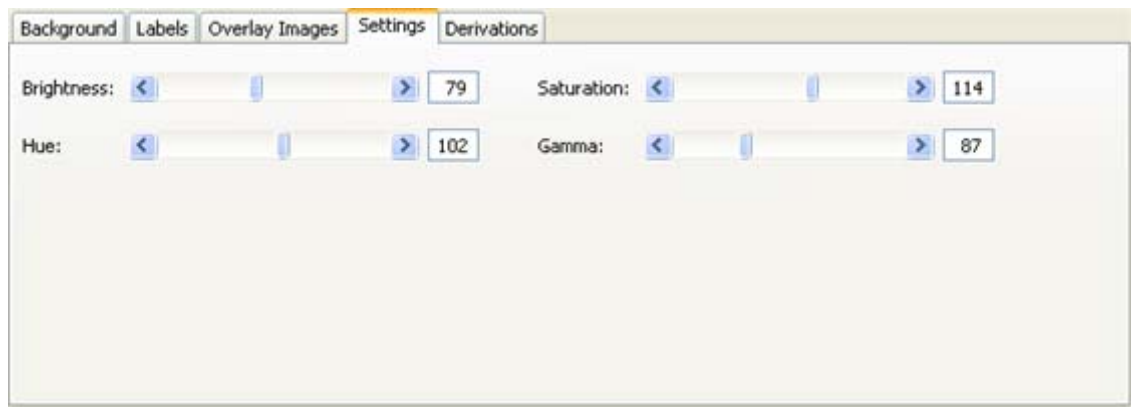 Background Labels Overlay Images Settings Derivations
Brightness: 79 Saturation: 114
Hue: 102 Gamma: 87